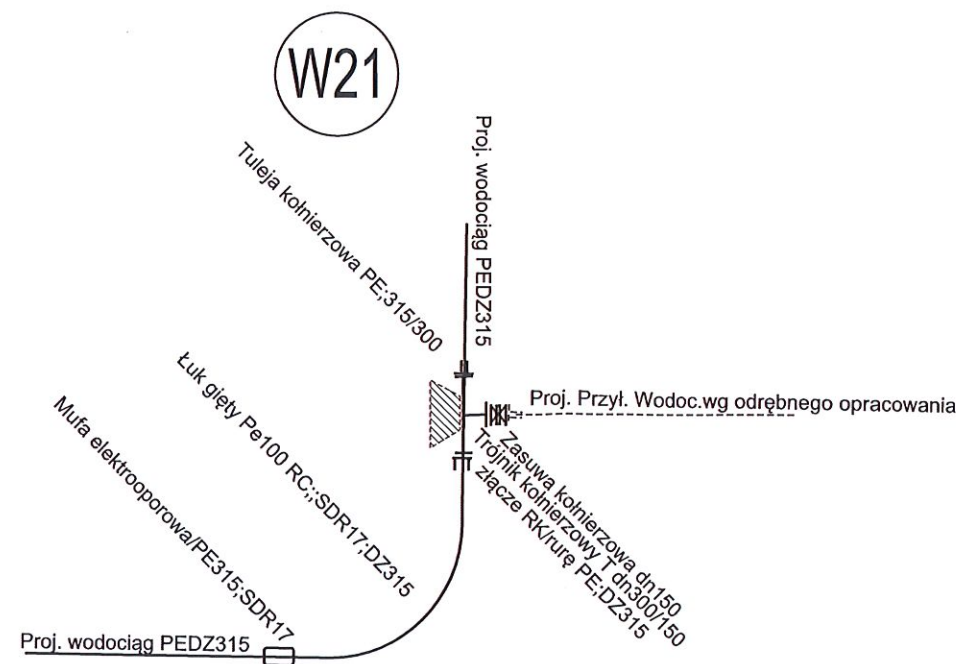 W21
Proj. wodociąg PEDZ315
Tuleja kołnierzowa PE;315/300
Łuk gięty Pe100 RC;;SDR17;DZ315
Mufa elektrooporowa/PE315;SDR17
Proj. Przył. Wodoc.wg odrębnego opracowania
Zasuwa kołnierzowa dn150
Trójnik kołnierzowy T dn300/150
złącze RK/rurę PE;DZ315
Proj. wodociąg PEDZ315